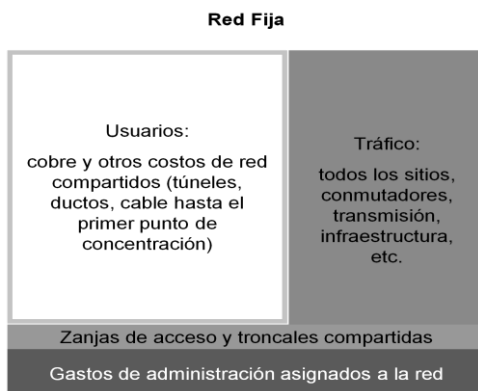 Red Fija
Usuarios:
cobre y otros costos de red
compartidos (túneles,
ductos, cable hasta el
primer punto de
concentración)
Tráfico:
todos los sitios,
conmutadores,
transmisión,
infraestructura,
etc.
Zanjas de acceso y troncales compartidas
Gastos de administración asignados a la red